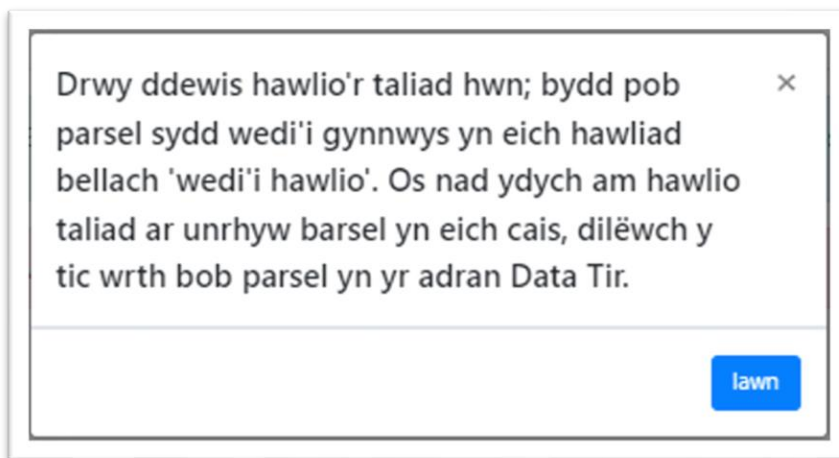 Drwy ddewis hawlio'r taliad hwn; bydd pob
parsel sydd wedi'i gynnwys yn eich hawliad
bellach 'wedi'i hawlio'. Os nad ydych am hawlio
taliad ar unrhyw barsel yn eich cais, dilëwch y
tic wrth bob parsel yn yr adran Data Tir.
Iawn